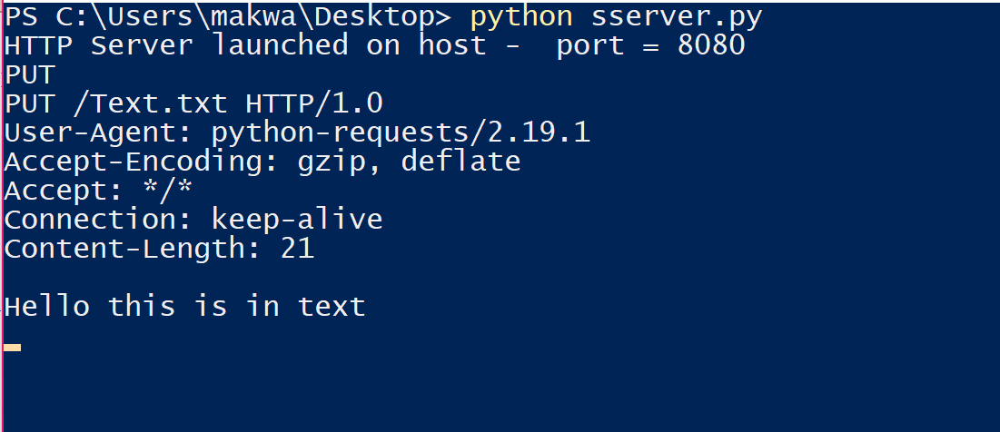 PS C:\Users\makwa\Desktop> python sserver.py
HTTP Server launched on host -  port = 8080
PUT
PUT /Text.txt HTTP/1.0
User-Agent: python-requests/2.19.1
Accept-Encoding: gzip, deflate
Accept: */*
Connection: keep-alive
Content-Length: 21

Hello this is in text